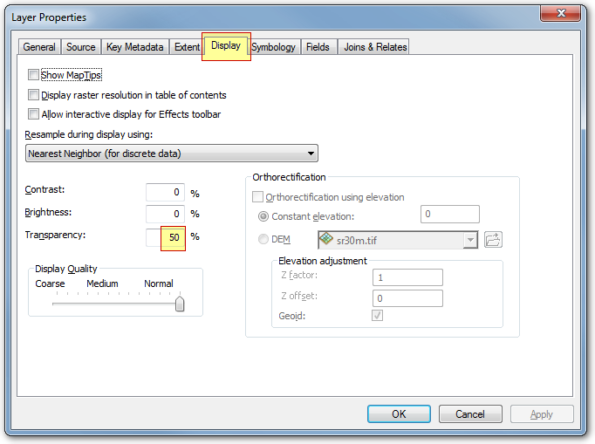 Layer Properties
General Source Key Metadata Extent Display Symbology Fields Joins & Relates
Show MapTips
Display raster resolution in table of contents
Allow interactive display for Effects toolbar
Resample during display using:
Nearest Neighbor (for discrete data)
Contrast: 0 %
Brightness: 0 %
Transparency: 50 %
Display Quality
Coarse Medium Normal
Orthorectification
Orthorectification using elevation
Constant elevation: 0
DEM sr30m.tif
Elevation adjustment
Z factor: 1
Z offset: 0
Geoid:
OK Cancel Apply